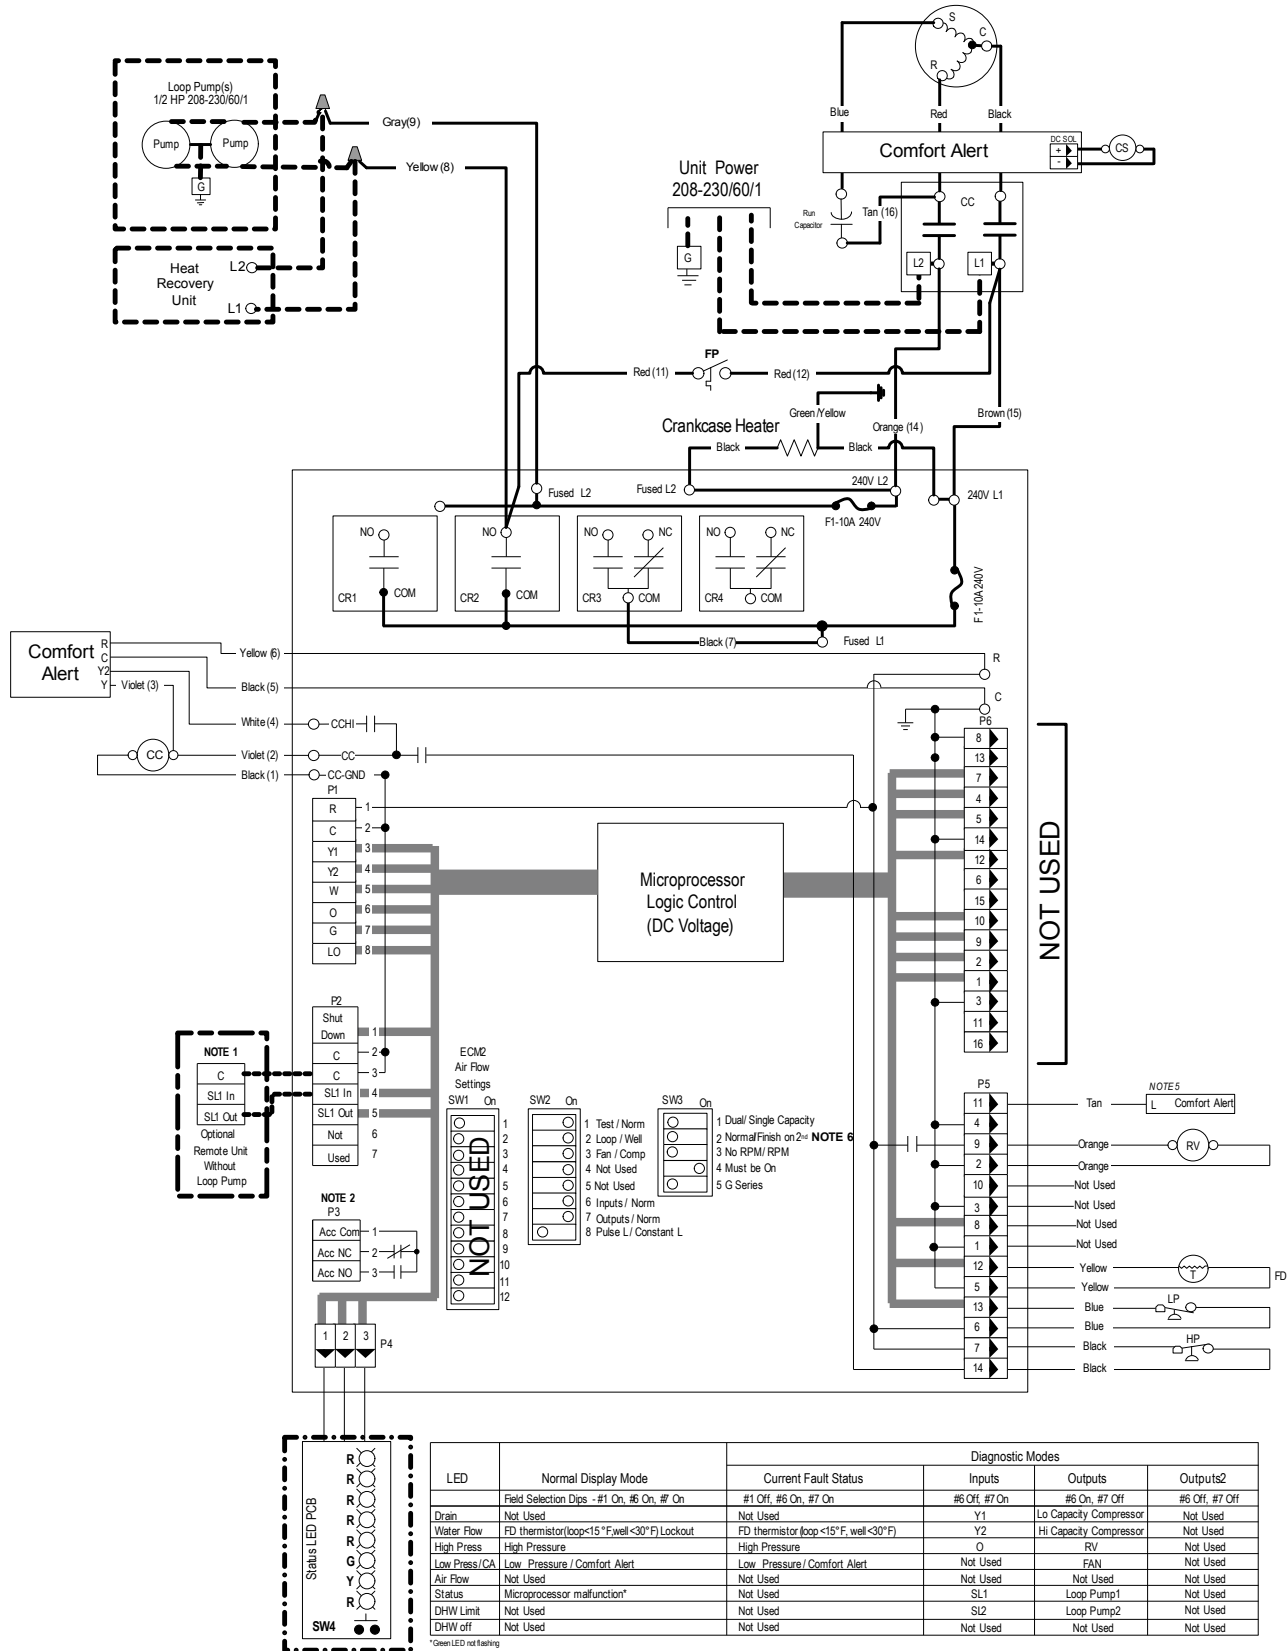 S
C
R
Loop Pump(s)
1/2 HP 208-230/60/1
Pump
Pump
G
Gray(9)
Yellow (8)
Heat
Recovery
Unit
L2
L1
Blue
Red
Black
Comfort Alert
DC SOL
+
-
CS
Unit Power
208-230/60/1
G
Run
Capacitor
Tan (16)
CC
L2
L1
FP
Red (11)
Red (12)
Green/Yellow
Crankcase Heater
Black
Black
Orange (14)
Brown (15)
Fused L2
Fused L2
240V L2
240V L1
F1-10A 240V
F1-10A 240V
NO
COM
CR1
NO
COM
CR2
NO
NC
CR3
COM
NO
NC
CR4
COM
Black (7)
Fused L1
Comfort
Alert
R
C
Y2
Y
Yellow (6)
Violet (3)
Black (5)
White (4)
CCHI
CC
Violet (2)
CC
Black (1)
CC-GND
R
C
P1
R 1
C 2
Y1 3
Y2 4
W 5
O 6
G 7
LO 8
Microprocessor
Logic Control
(DC Voltage)
P6
8
13
7
4
5
14
12
6
15
10
9
2
1
3
11
16
NOT USED
P2
Shut
Down 1
C 2
C 3
SL1 In 4
SL1 Out 5
Not 6
Used 7
NOTE 1
C
SL1 In
SL1 Out
Optional
Remote Unit
Without
Loop Pump
NOTE 2
P3
Acc Com 1
Acc NC 2
Acc NO 3
ECM2
Air Flow
Settings
SW1 On
1
2
3
4
5
6
7
8
9
10
11
12
NOT USED
SW2 On
1 Test / Norm
2 Loop / Well
3 Fan / Comp
4 Not Used
5 Not Used
6 Inputs / Norm
7 Outputs / Norm
8 Pulse L / Constant L
SW3 On
1 Dual/ Single Capacity
2 Normal/Finish on 2nd NOTE 6
3 No RPM/ RPM
4 Must be On
5 G Series
P5
11 Tan
NOTE 5
L Comfort Alert
4
9 Orange
RV
2 Orange
10 Not Used
3 Not Used
8 Not Used
1 Not Used
12 Yellow
T
FD
5 Yellow
13 Blue
LP
6 Blue
7 Black
HP
14 Black
1 2 3 P4
Status LED PCB
R
R
R
R
R
G
Y
R
SW4
Diagnostic Modes
LED Normal Display Mode Current Fault Status Inputs Outputs Outputs2
Field Selection Dips - #1 On, #6 On, #7 On #1 Off, #6 On, #7 On #6 Off, #7 On #6 On, #7 Off #6 Off, #7 Off
Drain Not Used Not Used Y1 Lo Capacity Compressor Not Used
Water Flow FD thermistor(loop<15°F,well<30°F) Lockout FD thermistor(loop<15°F, well<30°F) Y2 Hi Capacity Compressor Not Used
High Press High Pressure High Pressure O RV Not Used
Low Press/CA Low Pressure / Comfort Alert Low Pressure / Comfort Alert Not Used FAN Not Used
Air Flow Not Used Not Used Not Used Not Used Not Used
Status Microprocessor malfunction* Not Used SL1 Loop Pump1 Not Used
DHW Limit Not Used Not Used SL2 Loop Pump2 Not Used
DHW off Not Used Not Used Not Used Not Used Not Used
*Green LED not flashing